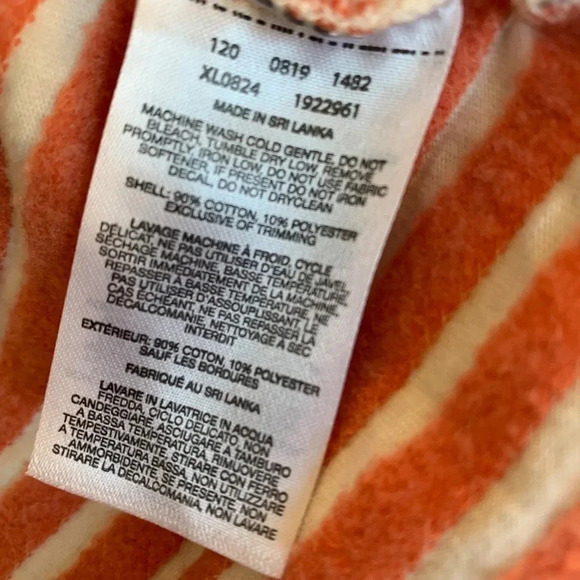 120 0819 1482
XL0824 1922961
MADE IN SRI LANKA
MACHINE WASH COLD GENTLE, DO NOT
BLEACH, TUMBLE DRY LOW, REMOVE
PROMPTLY, IRON LOW, DO NOT USE FABRIC
SOFTENER, IF PRESENT DO NOT IRON
DECAL, DO NOT DRYCLEAN
SHELL: 90% COTTON, 10% POLYESTER
EXCLUSIVE OF TRIMMING
LAVAGE MACHINE À FROID, CYCLE
DÉLICAT, NE PAS UTILISER D'EAU DE JAVEL,
SÉCHAGE MACHINE, BASSE TEMPÉRATURE,
SORTIR IMMÉDIATEMENT DE LA MACHINE,
REPASSER À BASSE TEMPÉRATURE, NE
PAS UTILISER D'ASSOUPLISSANT, LE
CAS ÉCHÉANT, NE PAS REPASSER LA
DÉCALCOMANIE, NETTOYAGE A SEC
INTERDIT
EXTÉRIEUR: 90% COTON, 10% POLYESTER
SAUF LES BORDURES
FABRIQUÉ AU SRI LANKA
LAVARE IN LAVATRICE IN ACQUA
FREDDA, CICLO DELICATO, NON
CANDEGGIARE, ASCIUGARE A TAMBURO
A BASSA TEMPERATURA, RIMUOVERE
TEMPESTIVAMENTE, STIRARE CON FERRO
A TEMPERATURA BASSA, NON UTILIZZARE
AMMORBIDENTE, SE PRESENTE, NON
STIRARE LA DECALCOMANIA, NON LAVARE